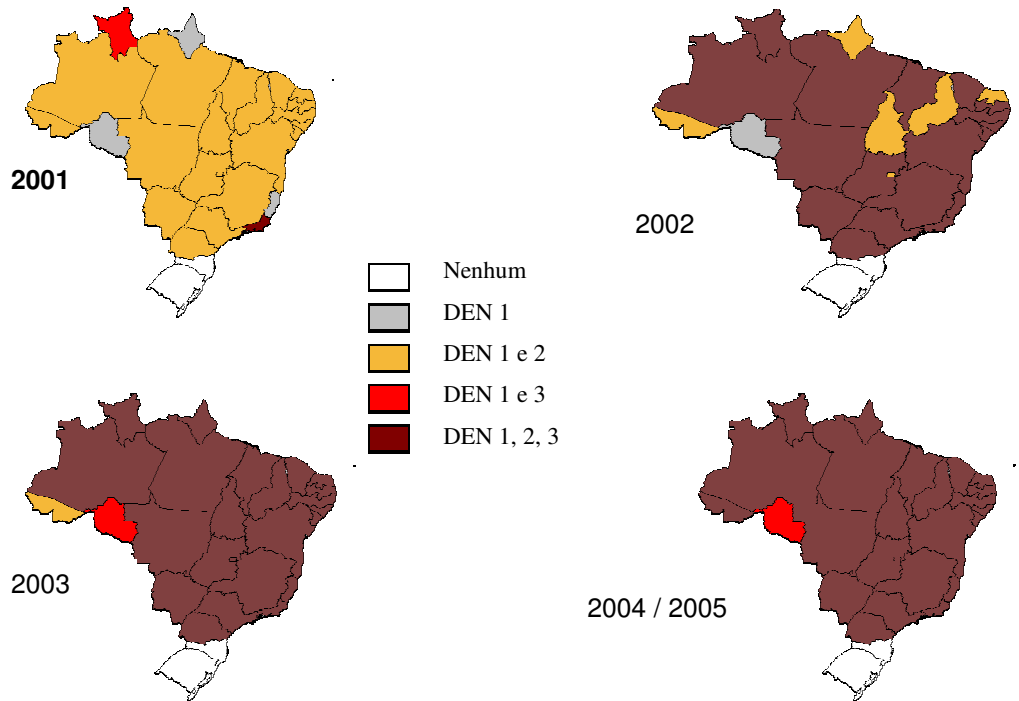 2001
2002
Nenhum
DEN 1
DEN 1 e 2
DEN 1 e 3
DEN 1, 2, 3
2003
2004 / 2005